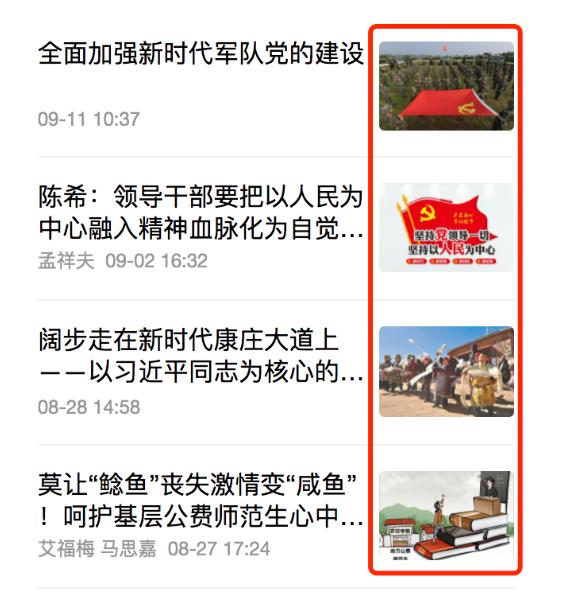 全面加强新时代军队党的建设
09-11 10:37
陈希：领导干部要把以人民为
中心融入精神血脉化为自觉...
孟祥夫 09-02 16:32
坚持党领导一切
坚持以人民为中心
阔步走在新时代康庄大道上
——以习近平同志为核心的...
08-28 14:58
莫让“鲶鱼”丧失激情变“咸鱼”
！呵护基层公费师范生心中...
艾福梅 马思嘉 08-27 17:24
农村学校